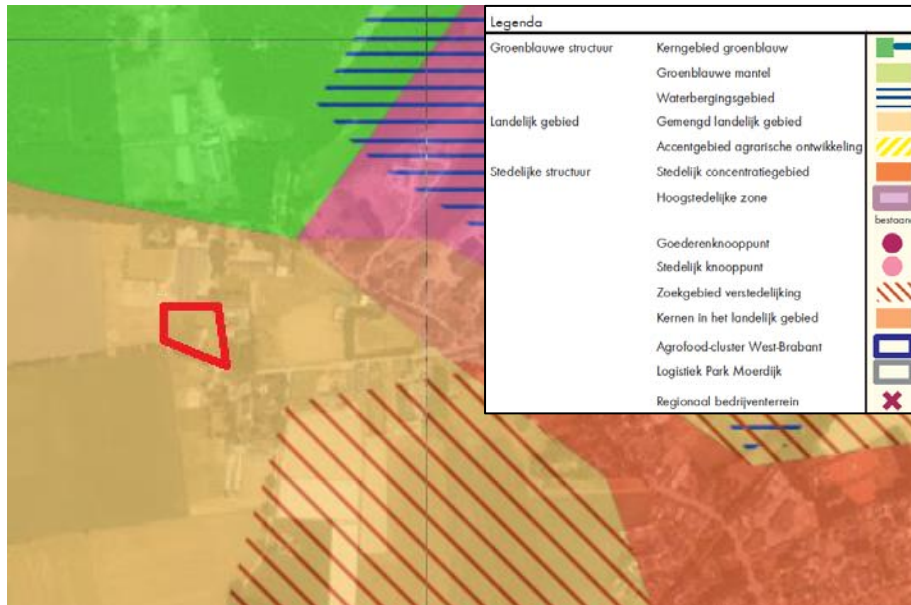 Legenda
Groenblauwe structuur Kerngebied groenblauw
Groenblauwe mantel
Waterbergingsgebied
Landelijk gebied Gemengd landelijk gebied
Accentgebied agrarische ontwikkeling
Stedelijke structuur Stedelijk concentratiegebied
Hoogstedelijke zone
bestaand
Goederenknooppunt
Stedelijk knooppunt
Zoekgebied verstedelijking
Kernen in het landelijk gebied
Agrofood-cluster West-Brabant
Logistiek Park Moerdijk
Regionaal bedrijventerrein